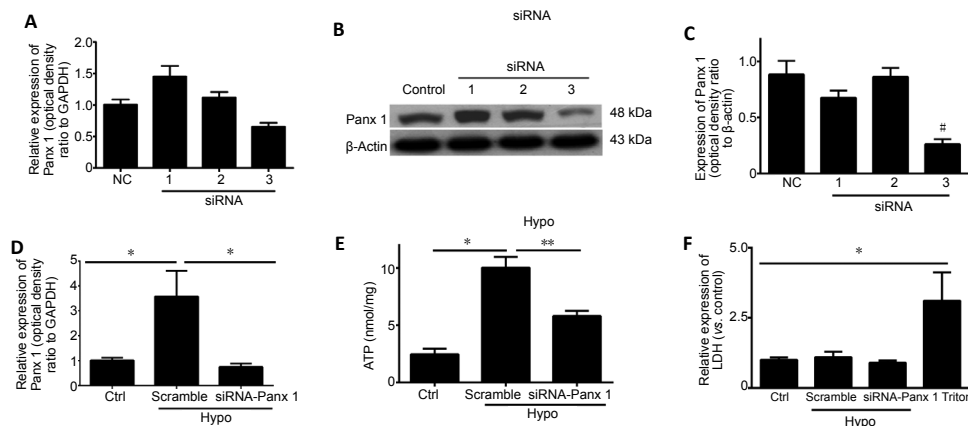 siRNA
A
Relative expression of
Panx 1 (optical density
ratio to GAPDH)
2.0
1.5
1.0
0.5
0
NC 1 2 3
siRNA
B
siRNA
Control 1 2 3
Panx 1 48 kDa
β-Actin 43 kDa
C
Expression of Panx 1
(optical density ratio
to β-actin)
1.0
0.5
0
#
NC 1 2 3
siRNA
D
Relative expression of
Panx 1 (optical density
ratio to GAPDH)
5
4
3
2
1
0
* *
Ctrl Scramble siRNA-Panx 1
Hypo
Hypo
E
ATP (nmol/mg)
10
5
0
* **
Ctrl Scramble siRNA-Panx 1
Hypo
F
Relative expression of
LDH (vs. control)
5.0
2.5
0
*
Ctrl Scramble siRNA-Panx 1 Triton
Hypo